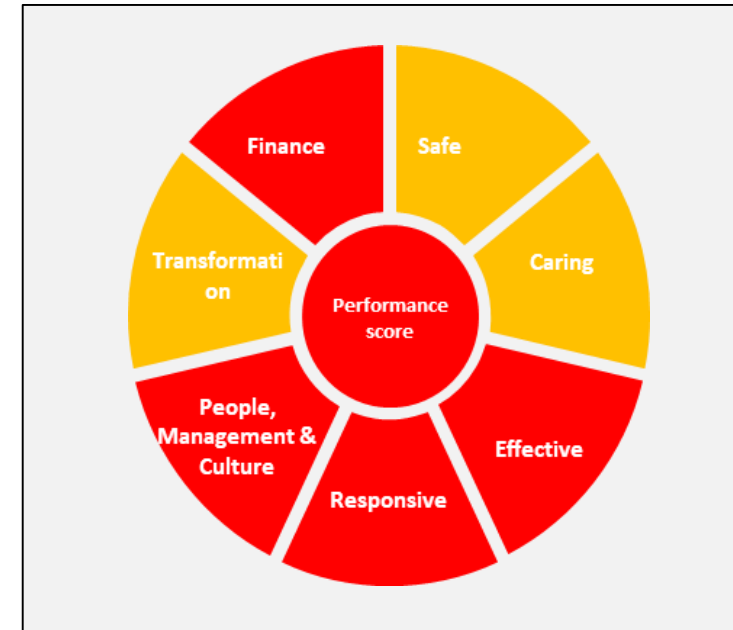 Finance
Safe
Transformati
on
Caring
Performance
score
People,
Management &
Culture
Effective
Responsive